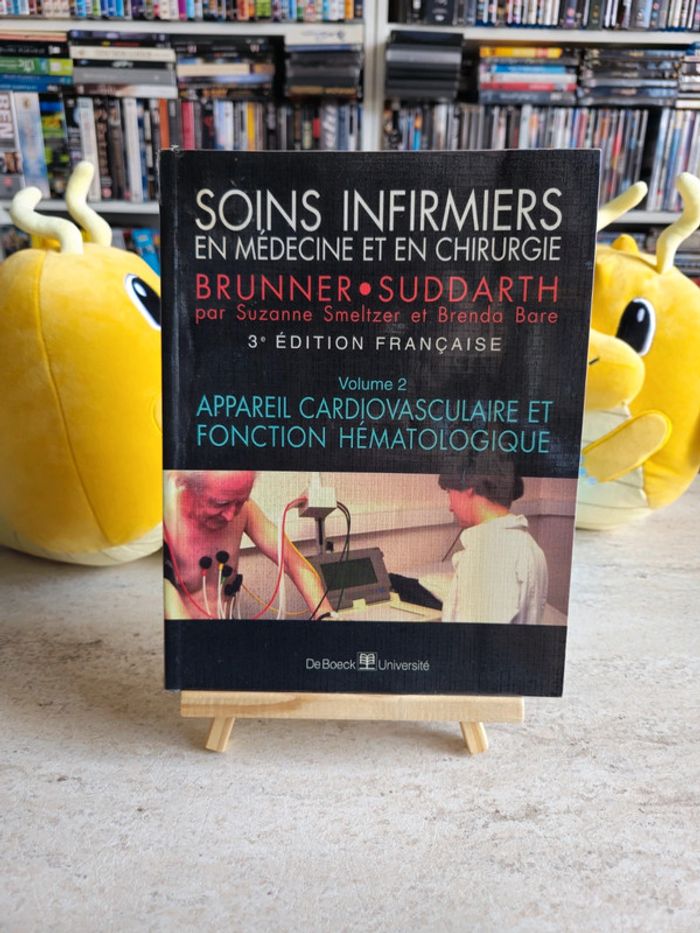 SOINS INFIRMIERS
EN MÉDECINE ET EN CHIRURGIE
BRUNNER • SUDDARTH
par Suzanne Smeltzer et Brenda Bare
3e ÉDITION FRANÇAISE
Volume 2
APPAREIL CARDIOVASCULAIRE ET
FONCTION HÉMATOLOGIQUE
De Boeck Université